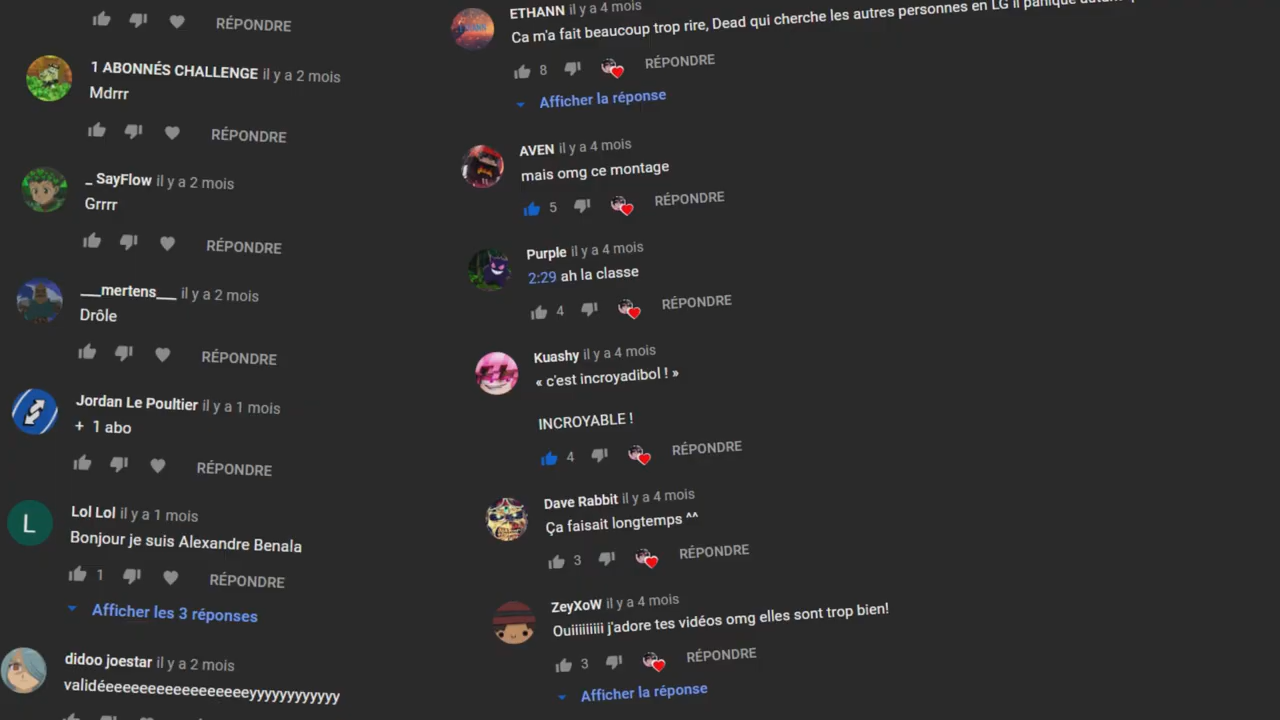 RÉPONDRE
1 ABONNÉS CHALLENGE il y a 2 mois
Mdrrr
RÉPONDRE
_ SayFlow il y a 2 mois
Grrrr
RÉPONDRE
___mertens___ il y a 2 mois
Drôle
RÉPONDRE
Jordan Le Poultier il y a 1 mois
+ 1 abo
RÉPONDRE
L
Lol Lol il y a 1 mois
Bonjour je suis Alexandre Benala
1 RÉPONDRE
Afficher les 3 réponses
didoo joestar il y a 2 mois
validéeeeeeeeeeeeeeeeeyyyyyyyyyyyy
ETHANN il y a 4 mois
Ca m'a fait beaucoup trop rire, Dead qui cherche les autres personnes en LG il panique
8 RÉPONDRE
Afficher la réponse
AVEN il y a 4 mois
mais omg ce montage
5 RÉPONDRE
Purple il y a 4 mois
2:29 ah la classe
4 RÉPONDRE
Kuashy il y a 4 mois
« c'est incroyadibol ! »
INCROYABLE !
4 RÉPONDRE
Dave Rabbit il y a 4 mois
Ça faisait longtemps ^^
3 RÉPONDRE
ZeyXoW il y a 4 mois
Ouiiiiiiiii j'adore tes vidéos omg elles sont trop bien!
3 RÉPONDRE
Afficher la réponse